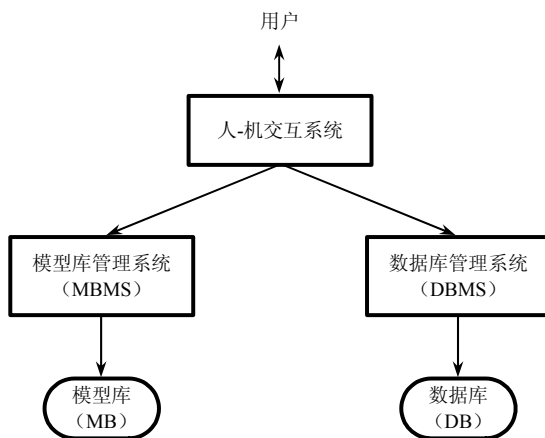 用户
人-机交互系统
模型库管理系统
（MBMS）
数据库管理系统
（DBMS）
模型库
（MB）
数据库
（DB）